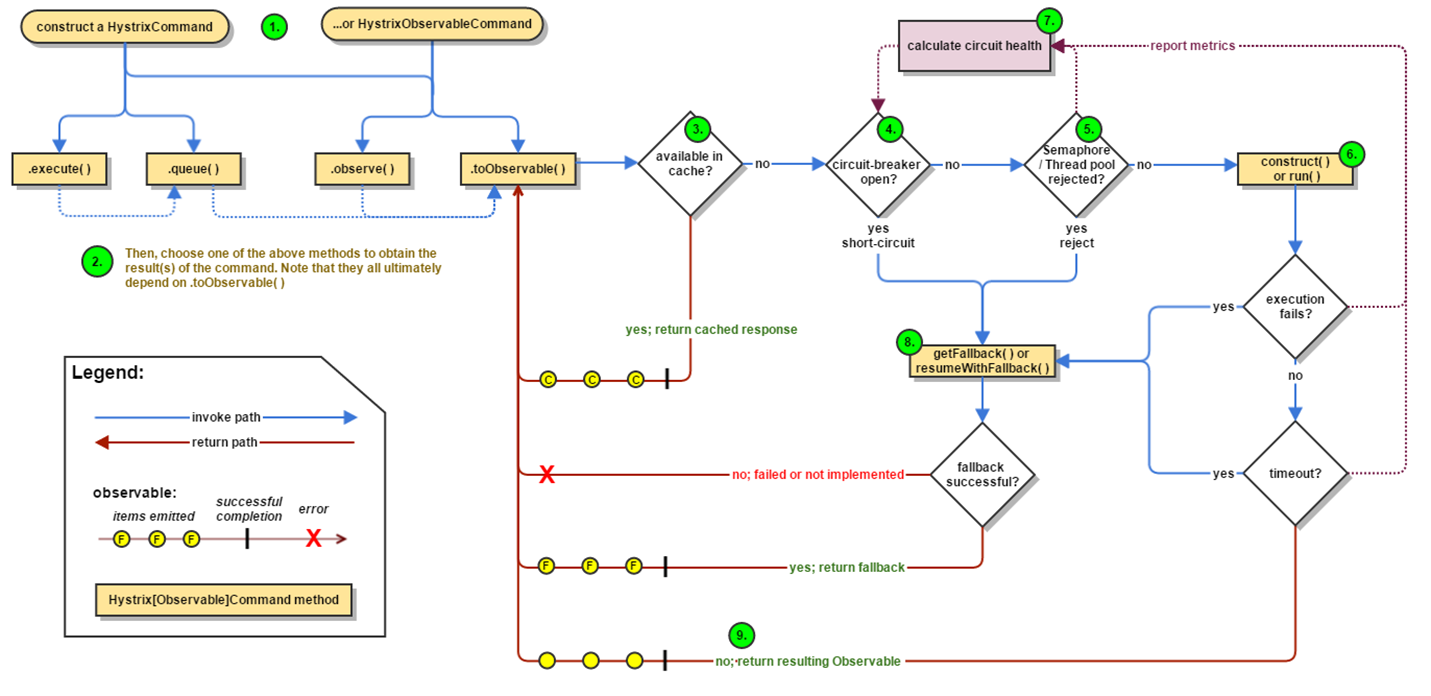 construct a HystrixCommand
1.
...or HystrixObservableCommand
7.
calculate circuit health
report metrics
.execute( )
.queue( )
.observe( )
.toObservable( )
3.
available in
cache?
no
4.
circuit-breaker
open?
no
5.
Semaphore
/ Thread pool
rejected?
no
6.
construct( )
or run( )
yes
short-circuit
yes
reject
2.
Then, choose one of the above methods to obtain the
result(s) of the command. Note that they all ultimately
depend on .toObservable( )
yes; return cached response
C C C
execution
fails?
yes
no
8.
getFallback( ) or
resumeWithFallback( )
Legend:
invoke path
return path
observable:
items emitted
successful
completion
error
F F F
X
Hystrix[Observable]Command method
X
no; failed or not implemented
fallback
successful?
yes
timeout?
F F F
yes; return fallback
9.
no; return resulting Observable